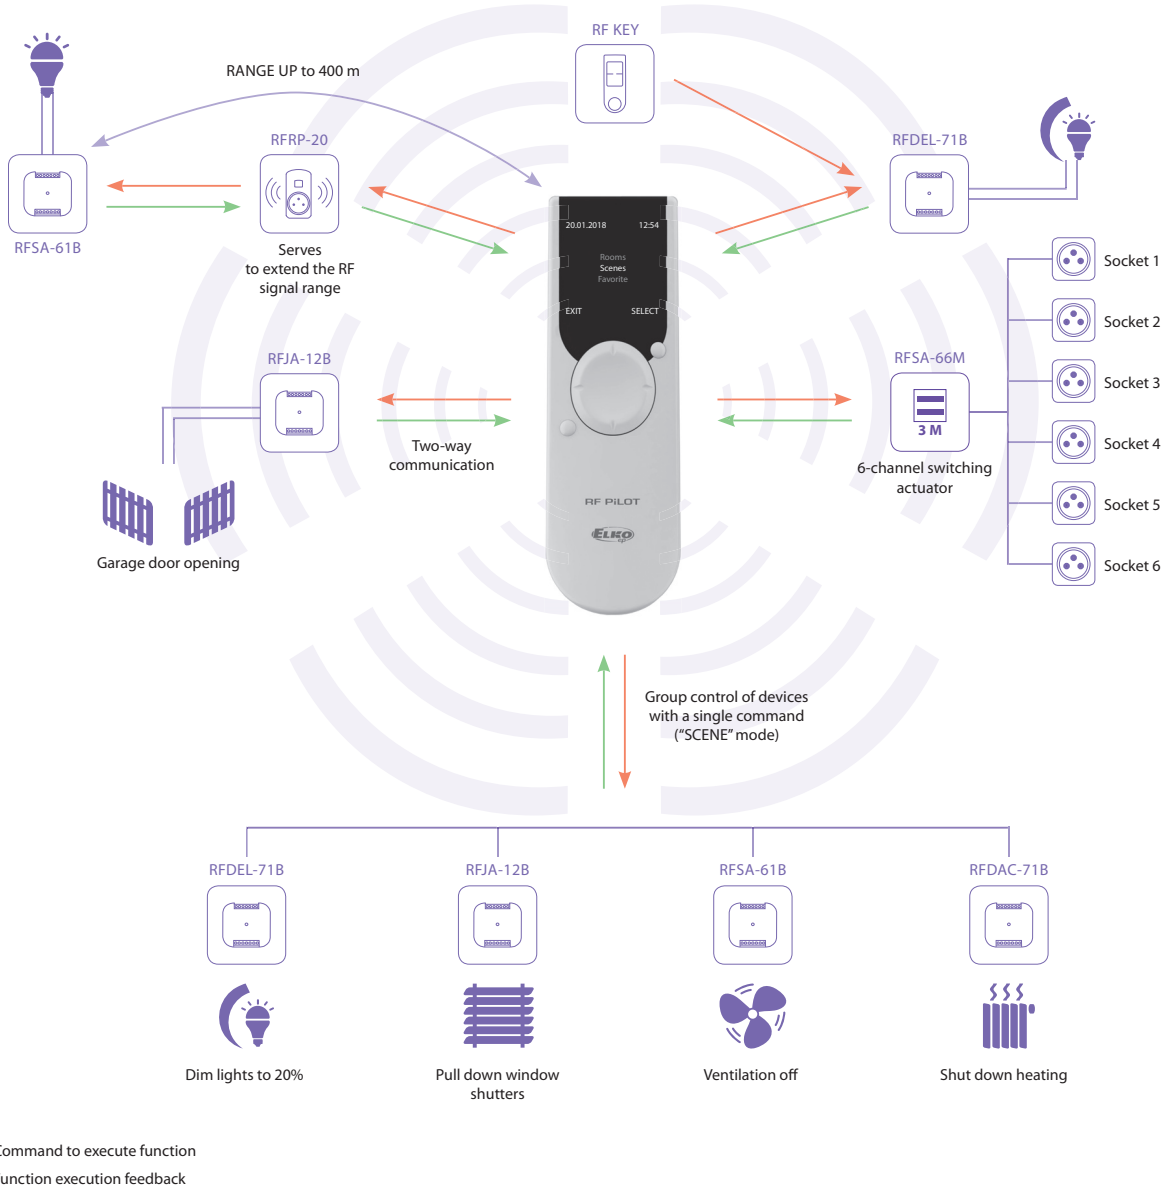 RF KEY
RANGE UP to 400 m
RFRP-20
RFDEL-71B
RFSA-61B
Serves
to extend the RF
signal range
20.01.2018 12:54
Rooms
Scenes
Favorite
EXIT SELECT
Socket 1
Socket 2
Socket 3
Socket 4
Socket 5
Socket 6
RFJA-12B
RFSA-66M
3 M
Two-way
communication
6-channel switching
actuator
RF PILOT
ELKO
EP
Garage door opening
Group control of devices
with a single command
(“SCENE” mode)
RFDEL-71B
RFJA-12B
RFSA-61B
RFDAC-71B
Dim lights to 20%
Pull down window
shutters
Ventilation off
Shut down heating
Command to execute function
unction execution feedback